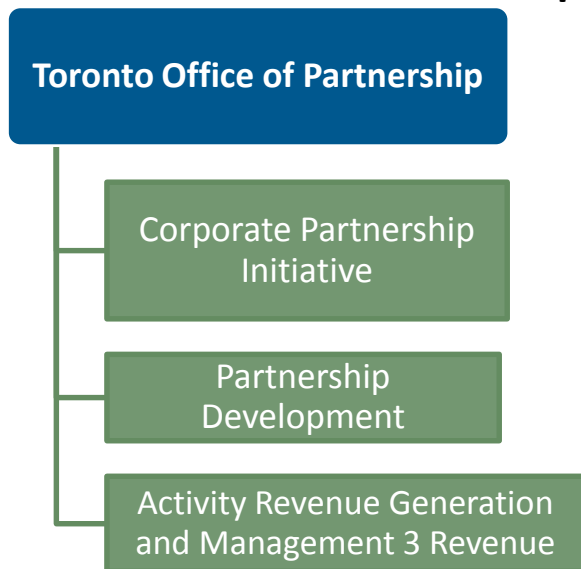 Toronto Office of Partnership
Corporate Partnership
Initiative
Partnership
Development
Activity Revenue Generation
and Management 3 Revenue